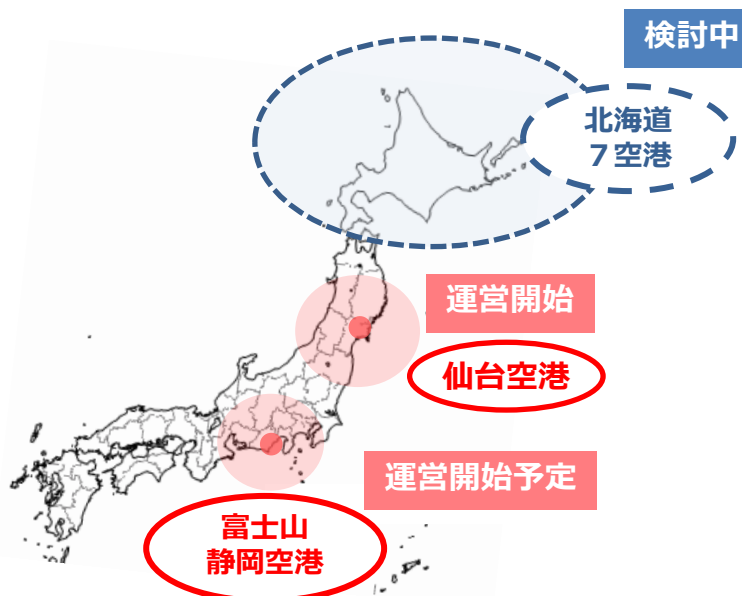 検討中
北海道
７空港
運営開始
仙台空港
運営開始予定
富士山
静岡空港